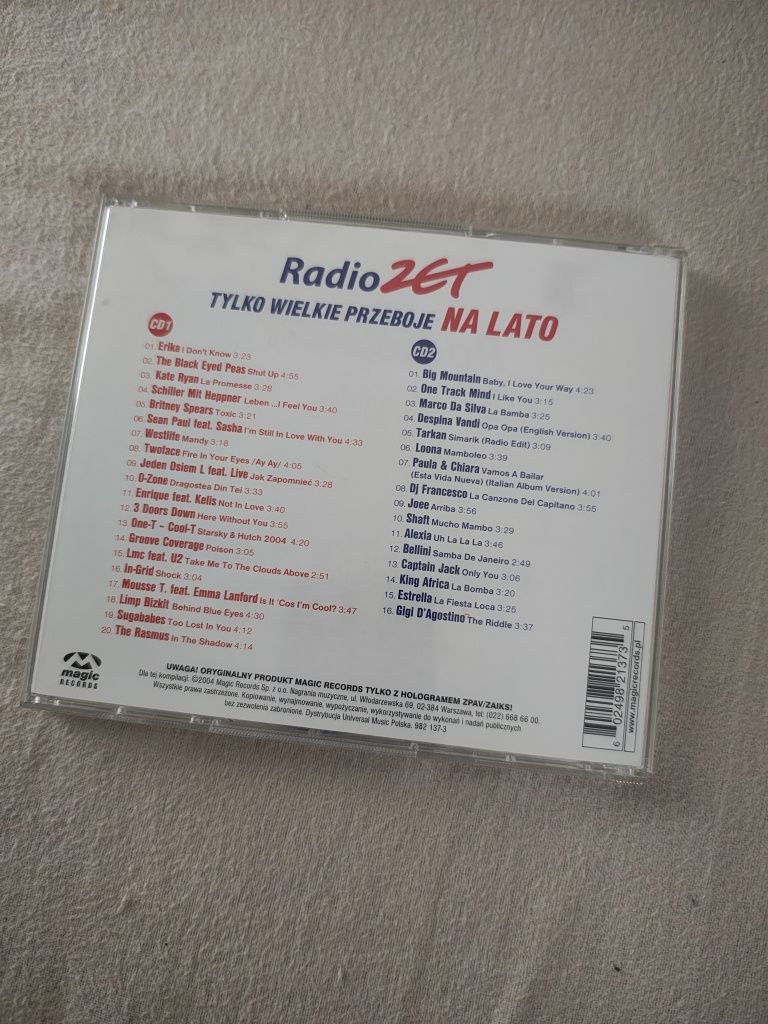 Radio ZET
TYLKO WIELKIE PRZEBOJE NA LATO
CD1
01. Erika I Don't Know 3:23
02. The Black Eyed Peas Shut Up 4:55
03. Kate Ryan La Promesse 3:28
04. Schiller Mit Heppner Leben ...I Feel You 3:40
05. Britney Spears Toxic 3:21
06. Sean Paul feat. Sasha I'm Still In Love With You 4:33
07. Westlife Mandy 3:18
08. Twoface Fire In Your Eyes /Ay Ay/ 4:05
09. Jeden Osiem L feat. Live Jak Zapomnieć 3:28
10. O-Zone Dragostea Din Tei 3:33
11. Enrique feat. Kelis Not In Love 3:40
12. 3 Doors Down Here Without You 3:55
13. One-T – Cool-T Starsky & Hutch 2004 4:20
14. Groove Coverage Poison 3:05
15. Lmc feat. U2 Take Me To The Clouds Above 2:51
16. In-Grid Shock 3:04
17. Mousse T. feat. Emma Lanford Is It 'Cos I'm Cool? 3:47
18. Limp Bizkit Behind Blue Eyes 4:30
19. Sugababes Too Lost In You 4:12
20. The Rasmus In The Shadow 4:14
CD2
01. Big Mountain Baby, I Love Your Way 4:23
02. One Track Mind I Like You 3:15
03. Marco Da Silva La Bamba 3:25
04. Despina Vandi Opa Opa (English Version) 3:40
05. Tarkan Simarik (Radio Edit) 3:09
06. Loona Mamboleo 3:39
07. Paula & Chiara Vamos A Bailar
(Esta Vida Nueva) (Italian Album Version) 4:01
08. Dj Francesco La Canzone Del Capitano 3:55
09. Joee Arriba 3:56
10. Shaft Mucho Mambo 3:29
11. Alexia Uh La La La 3:46
12. Bellini Samba De Janeiro 2:49
13. Captain Jack Only You 3:06
14. King Africa La Bomba 3:20
15. Estrella La Fiesta Loca 3:25
16. Gigi D'Agostino The Riddle 3:37
magic
RECORDS
UWAGA! ORYGINALNY PRODUKT MAGIC RECORDS TYLKO Z HOLOGRAMEM ZPAV/ZAIKS!
Dla tej kompilacji: ©2004 Magic Records Sp. z o.o. Nagrania muzyczne, ul. Włodarzewska 69, 02-384 Warszawa, tel: (022) 668 66 00.
Wszystkie prawa zastrzeżone. Kopiowanie, wynajmowanie, wypożyczanie, wykorzystywanie do wykonań i nadań publicznych
bez zezwolenia zabronione. Dystrybucja Universal Music Polska. 982 137-3
6 02498 21373 5
www.magicrecords.pl